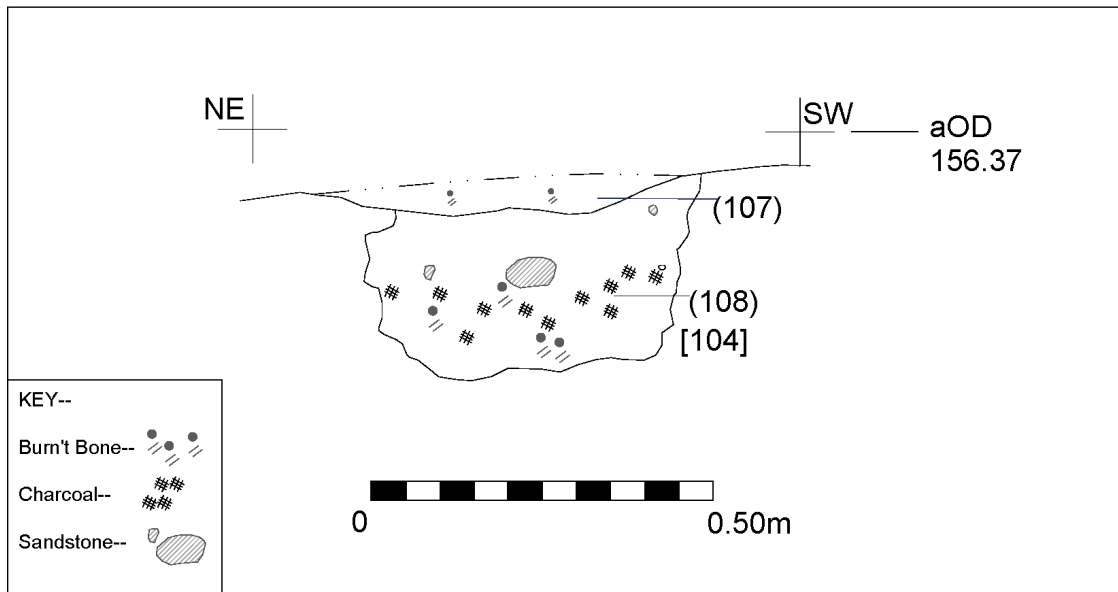 NE
SW
aOD
156.37
(107)
(108)
[104]
KEY--
Burn't Bone--
Charcoal--
Sandstone--
0
0.50m